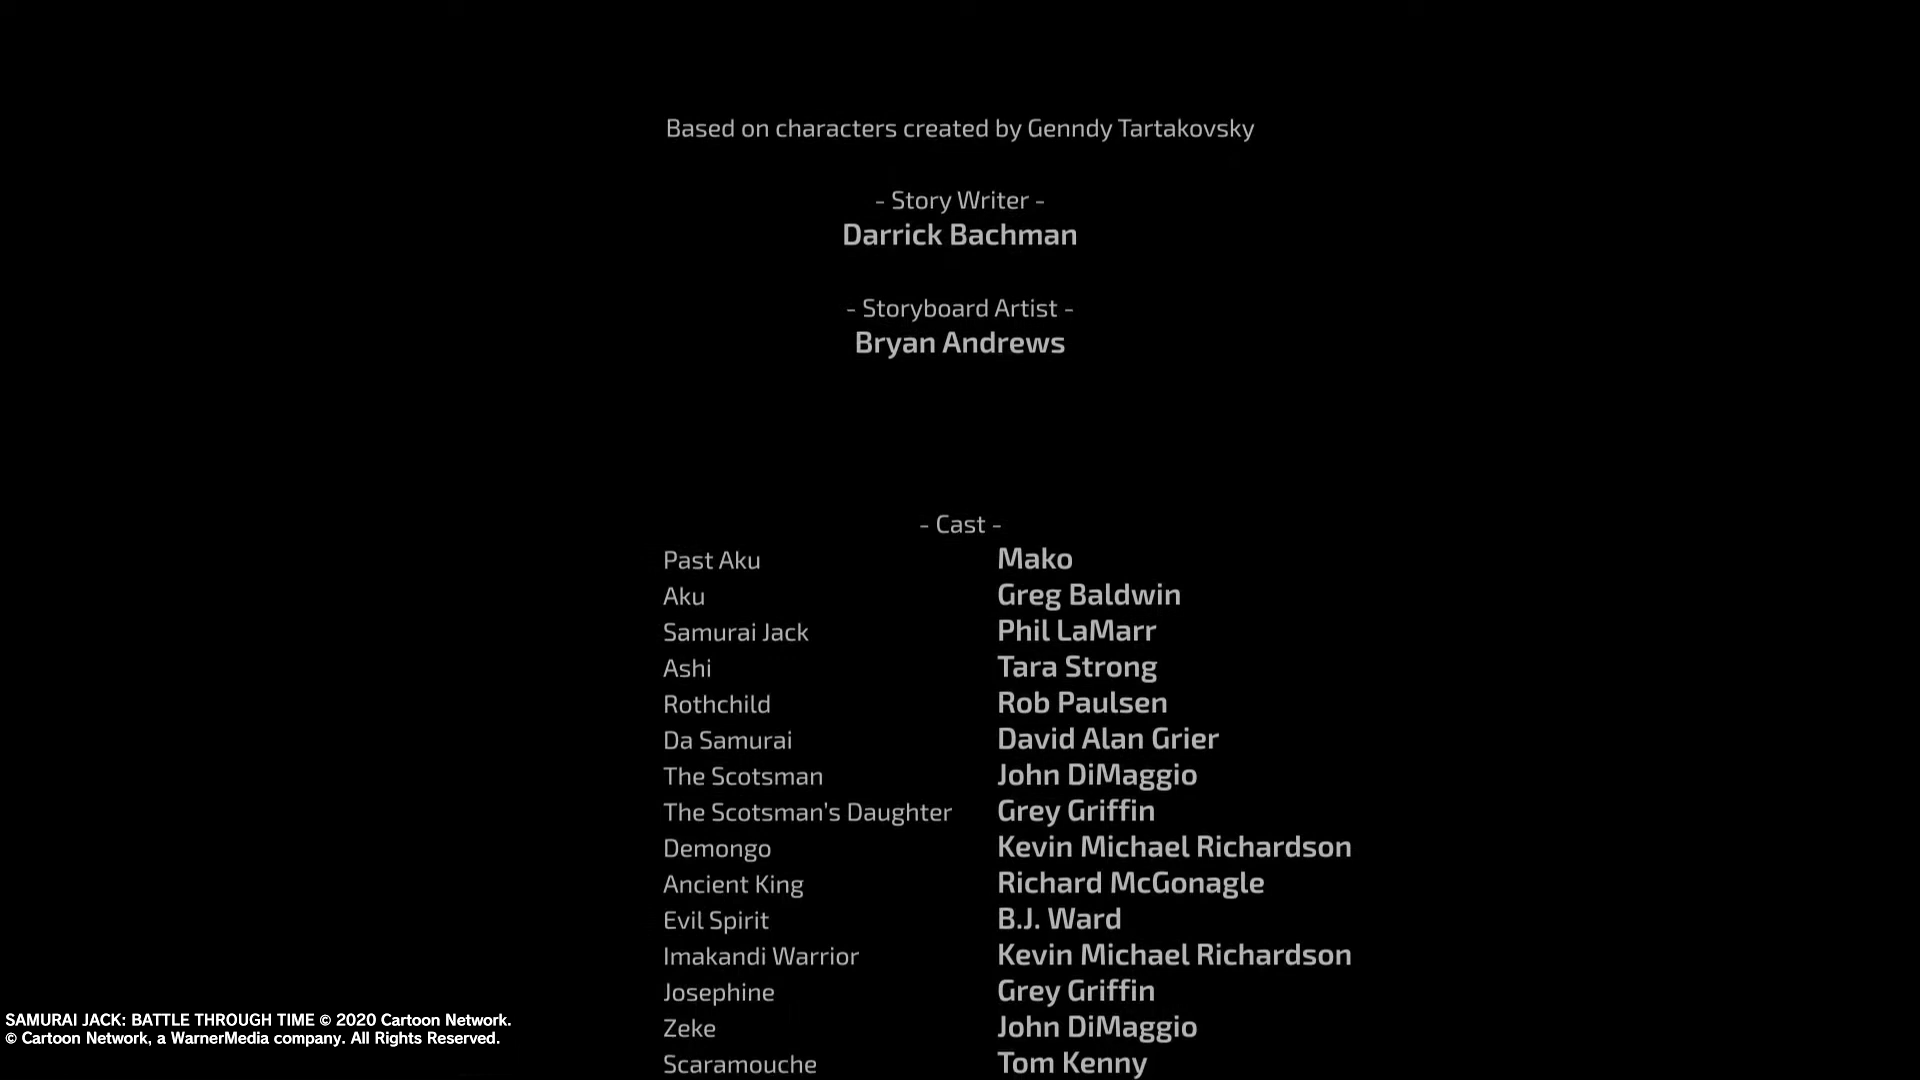 Based on characters created by Genndy Tartakovsky
- Story Writer -
Darrick Bachman
- Storyboard Artist -
Bryan Andrews
- Cast -
Past Aku Mako
Aku Greg Baldwin
Samurai Jack Phil LaMarr
Ashi Tara Strong
Rothchild Rob Paulsen
Da Samurai David Alan Grier
The Scotsman John DiMaggio
The Scotsman's Daughter Grey Griffin
Demongo Kevin Michael Richardson
Ancient King Richard McGonagle
Evil Spirit B.J. Ward
Imakandi Warrior Kevin Michael Richardson
Josephine Grey Griffin
Zeke John DiMaggio
Scaramouche Tom Kenny
SAMURAI JACK: BATTLE THROUGH TIME © 2020 Cartoon Network.
© Cartoon Network, a WarnerMedia company. All Rights Reserved.